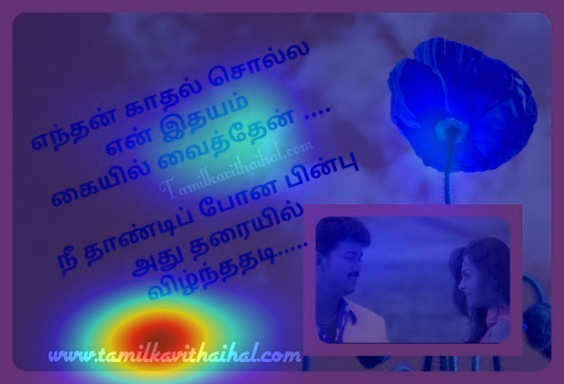 எந்தன் காதல் சொல்ல
என் இதயம்
கையில் வைத்தேன் ....
Tamilkavithaihal.com
நீ தாண்டிப் போன பின்பு
அது தரையில்
விழ்ந்ததடி.....
www.tamilkavithaihal.com